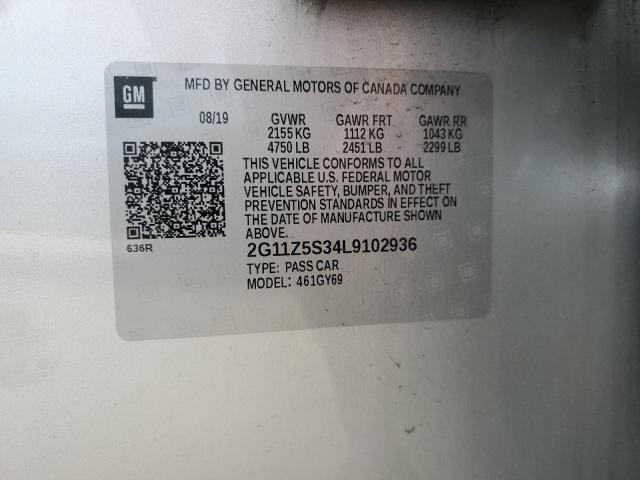 GM
MFD BY GENERAL MOTORS OF CANADA COMPANY
08/19 GVWR GAWR FRT GAWR RR
2155 KG 1112 KG 1043 KG
4750 LB 2451 LB 2299 LB
THIS VEHICLE CONFORMS TO ALL
APPLICABLE U.S. FEDERAL MOTOR
VEHICLE SAFETY, BUMPER, AND THEFT
PREVENTION STANDARDS IN EFFECT ON
THE DATE OF MANUFACTURE SHOWN
ABOVE.
636R
2G11Z5S34L9102936
TYPE: PASS CAR
MODEL: 461GY69